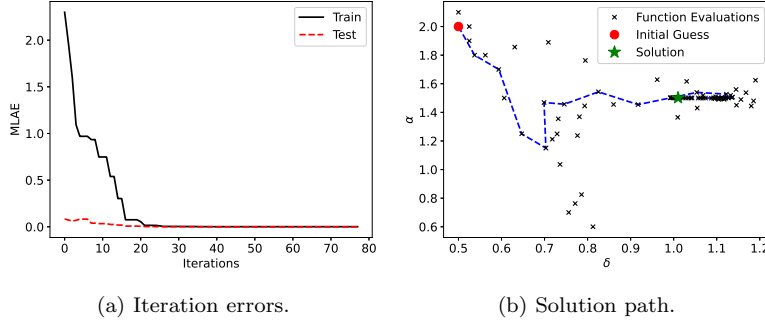 Train
Test
MLAE
2.0
1.5
1.0
0.5
0.0
0 10 20 30 40 50 60 70 80
Iterations
(a) Iteration errors.
Function Evaluations
Initial Guess
Solution
α
2.0
1.8
1.6
1.4
1.2
1.0
0.8
0.6
0.5 0.6 0.7 0.8 0.9 1.0 1.1 1.2
δ
(b) Solution path.